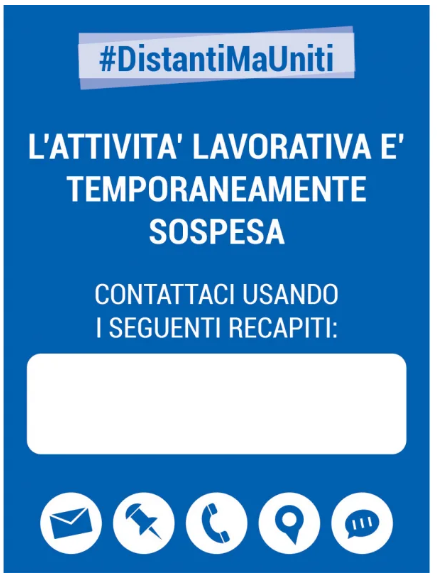 #DistantiMaUniti
L'ATTIVITA' LAVORATIVA E'
TEMPORANEAMENTE
SOSPESA
CONTATTACI USANDO
I SEGUENTI RECAPITI: